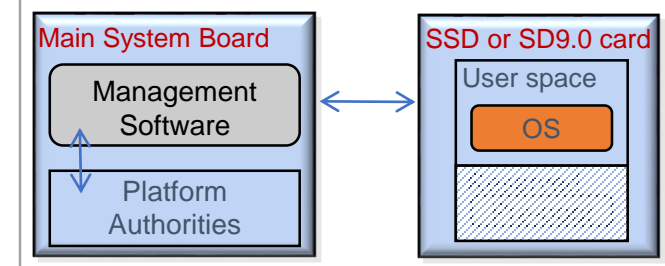 Main System Board
Management
Software
Platform
Authorities
SSD or SD9.0 card
User space
OS